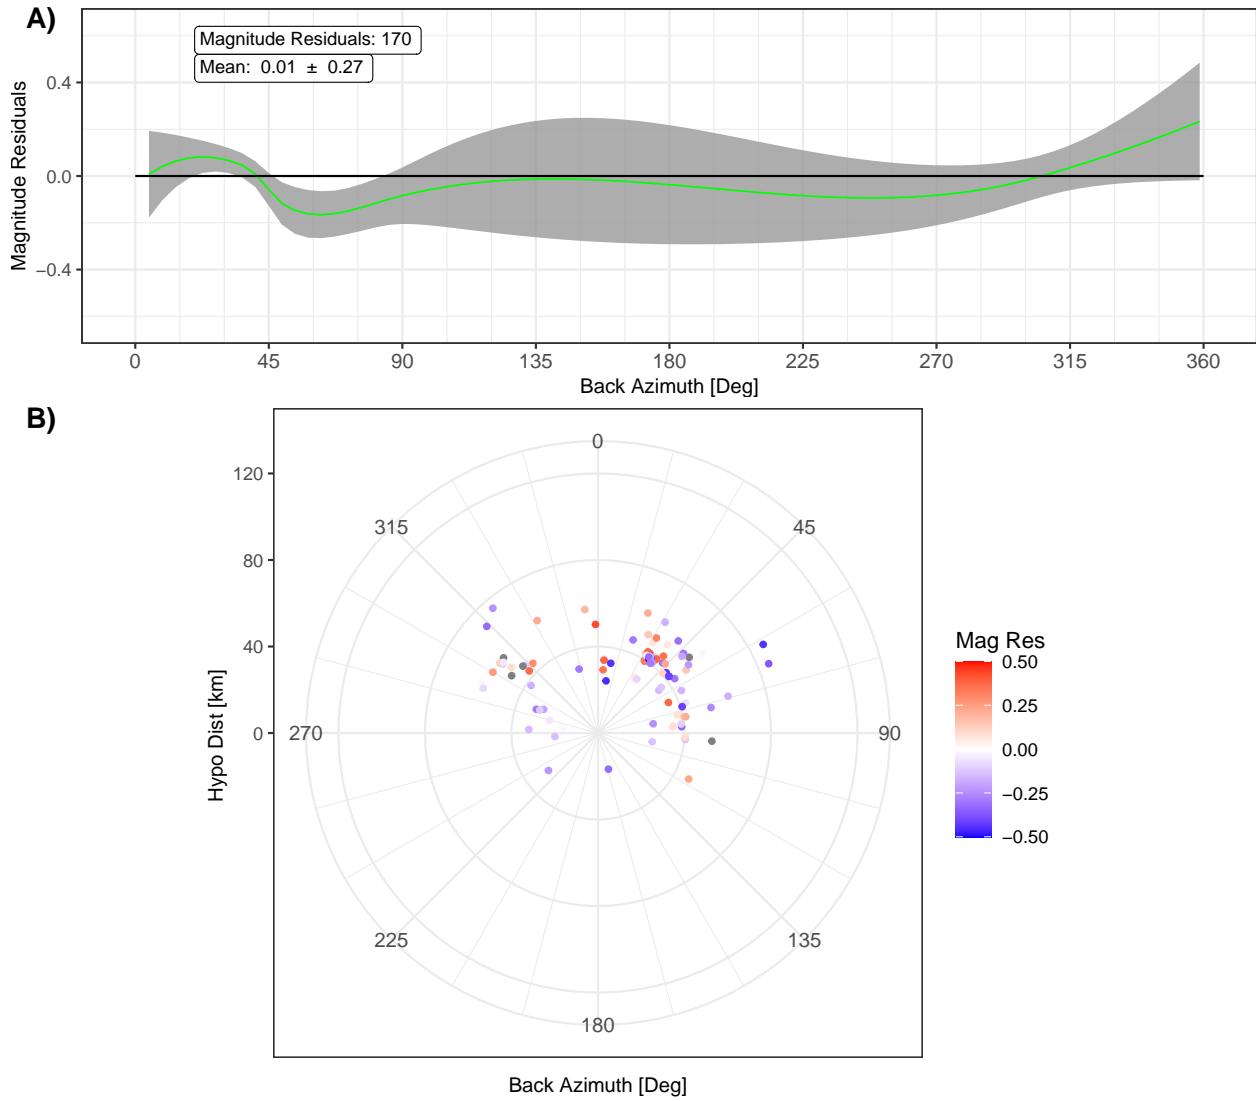 A)
Magnitude Residuals: 170
Mean:  0.01  ±  0.27
Magnitude Residuals
0.4
0.0
−0.4
0 45 90 135 180 225 270 315 360
Back Azimuth [Deg]
B)
Hypo Dist [km]
120
80
40
0
0
45
90
135
180
225
270
315
Back Azimuth [Deg]
Mag Res
0.50
0.25
0.00
−0.25
−0.50